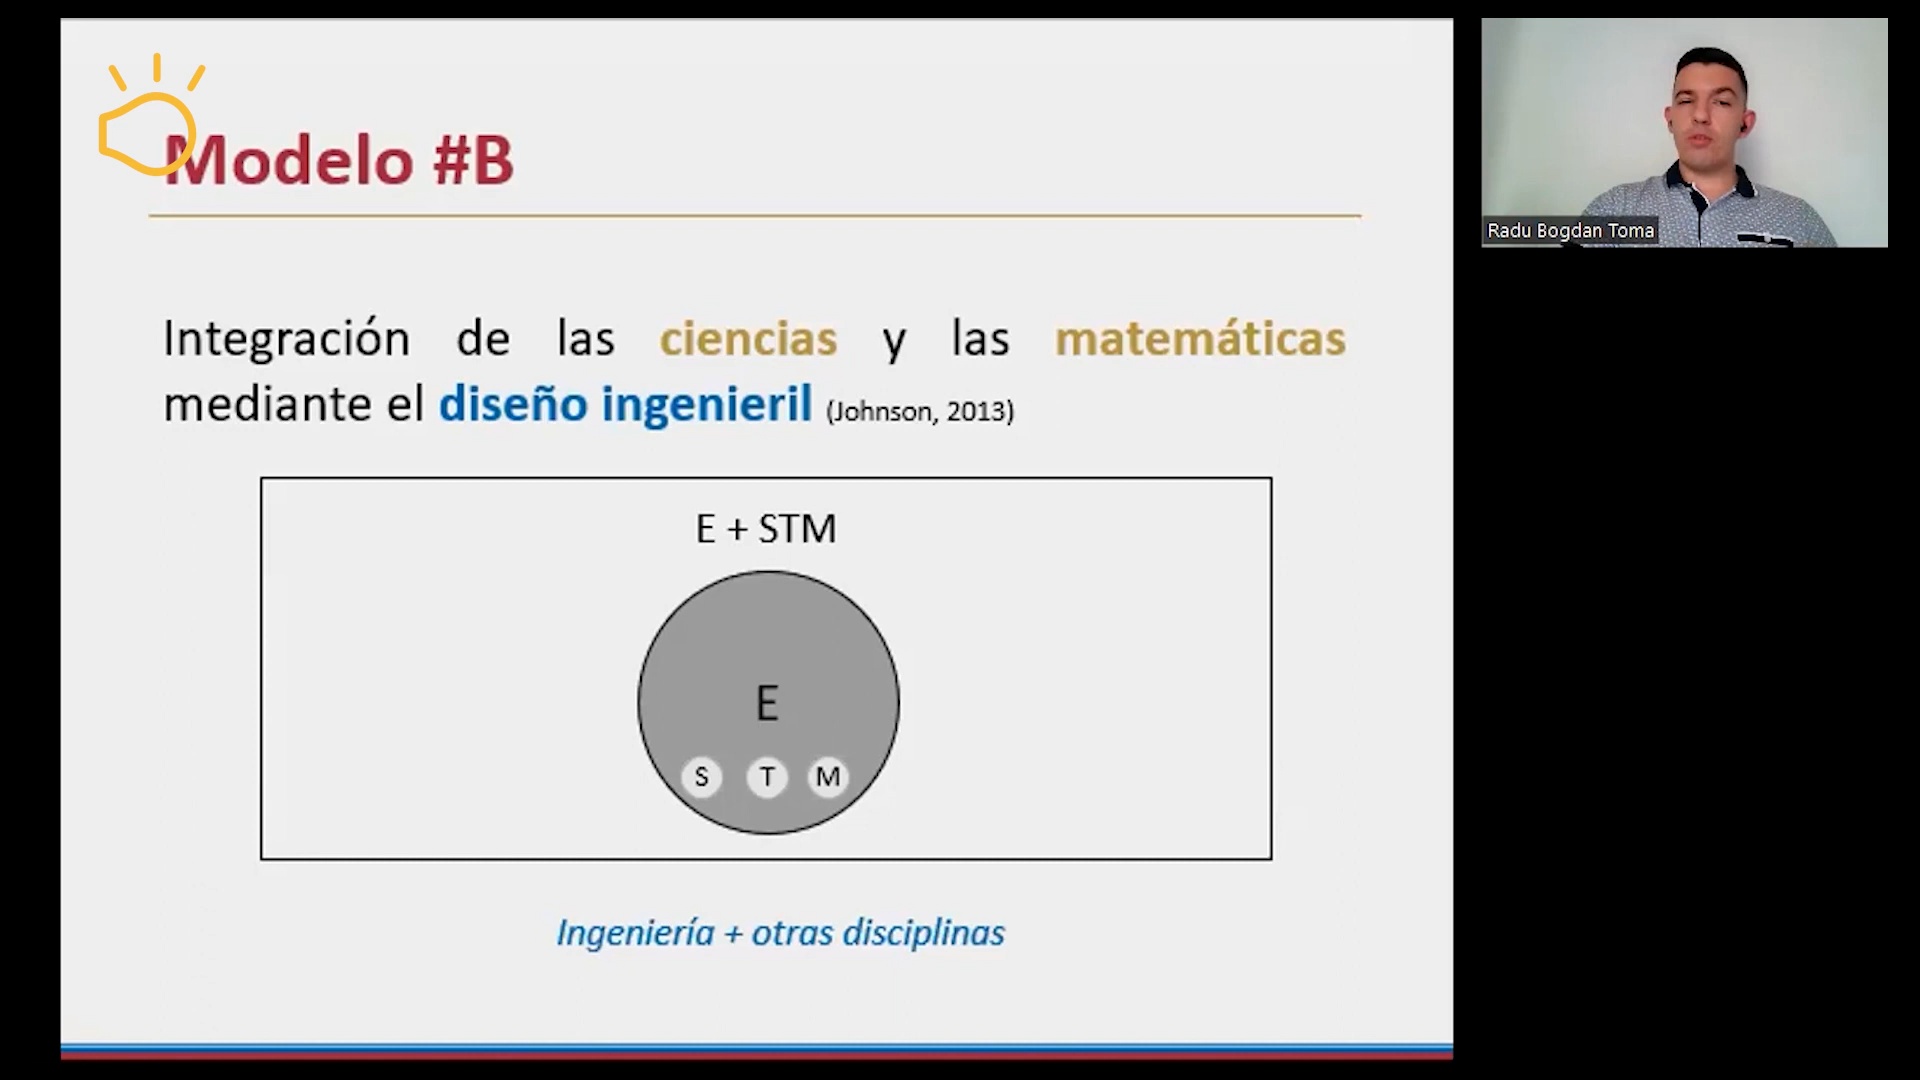 Modelo #B
Integración de las ciencias y las matemáticas
mediante el diseño ingenieril (Johnson, 2013)
E + STM
E
S T M
Ingeniería + otras disciplinas
Radu Bogdan Toma